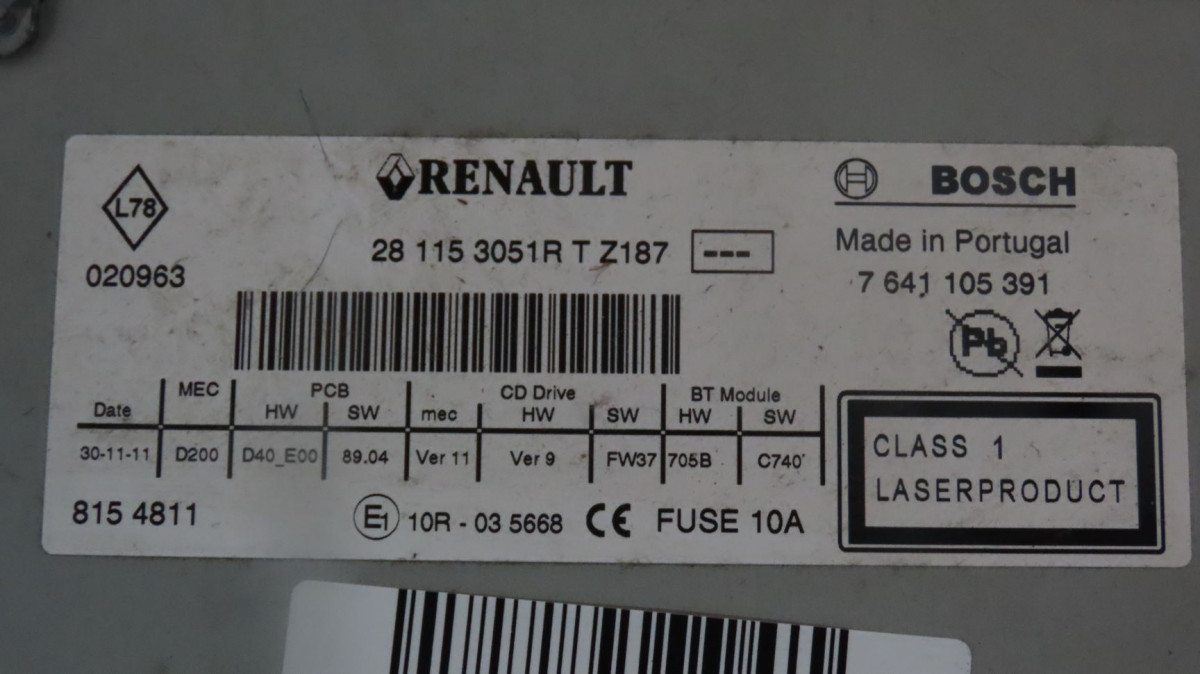 L78
020963
RENAULT
28 115 3051R T Z187 ---
BOSCH
Made in Portugal
7 641 105 391
Pb
MEC PCB CD Drive BT Module
Date HW SW mec HW SW HW SW
30-11-11 D200 D40_E00 89.04 Ver 11 Ver 9 FW37 705B C740
815 4811
E1 10R - 03 5668 CE FUSE 10A
CLASS 1
LASERPRODUCT